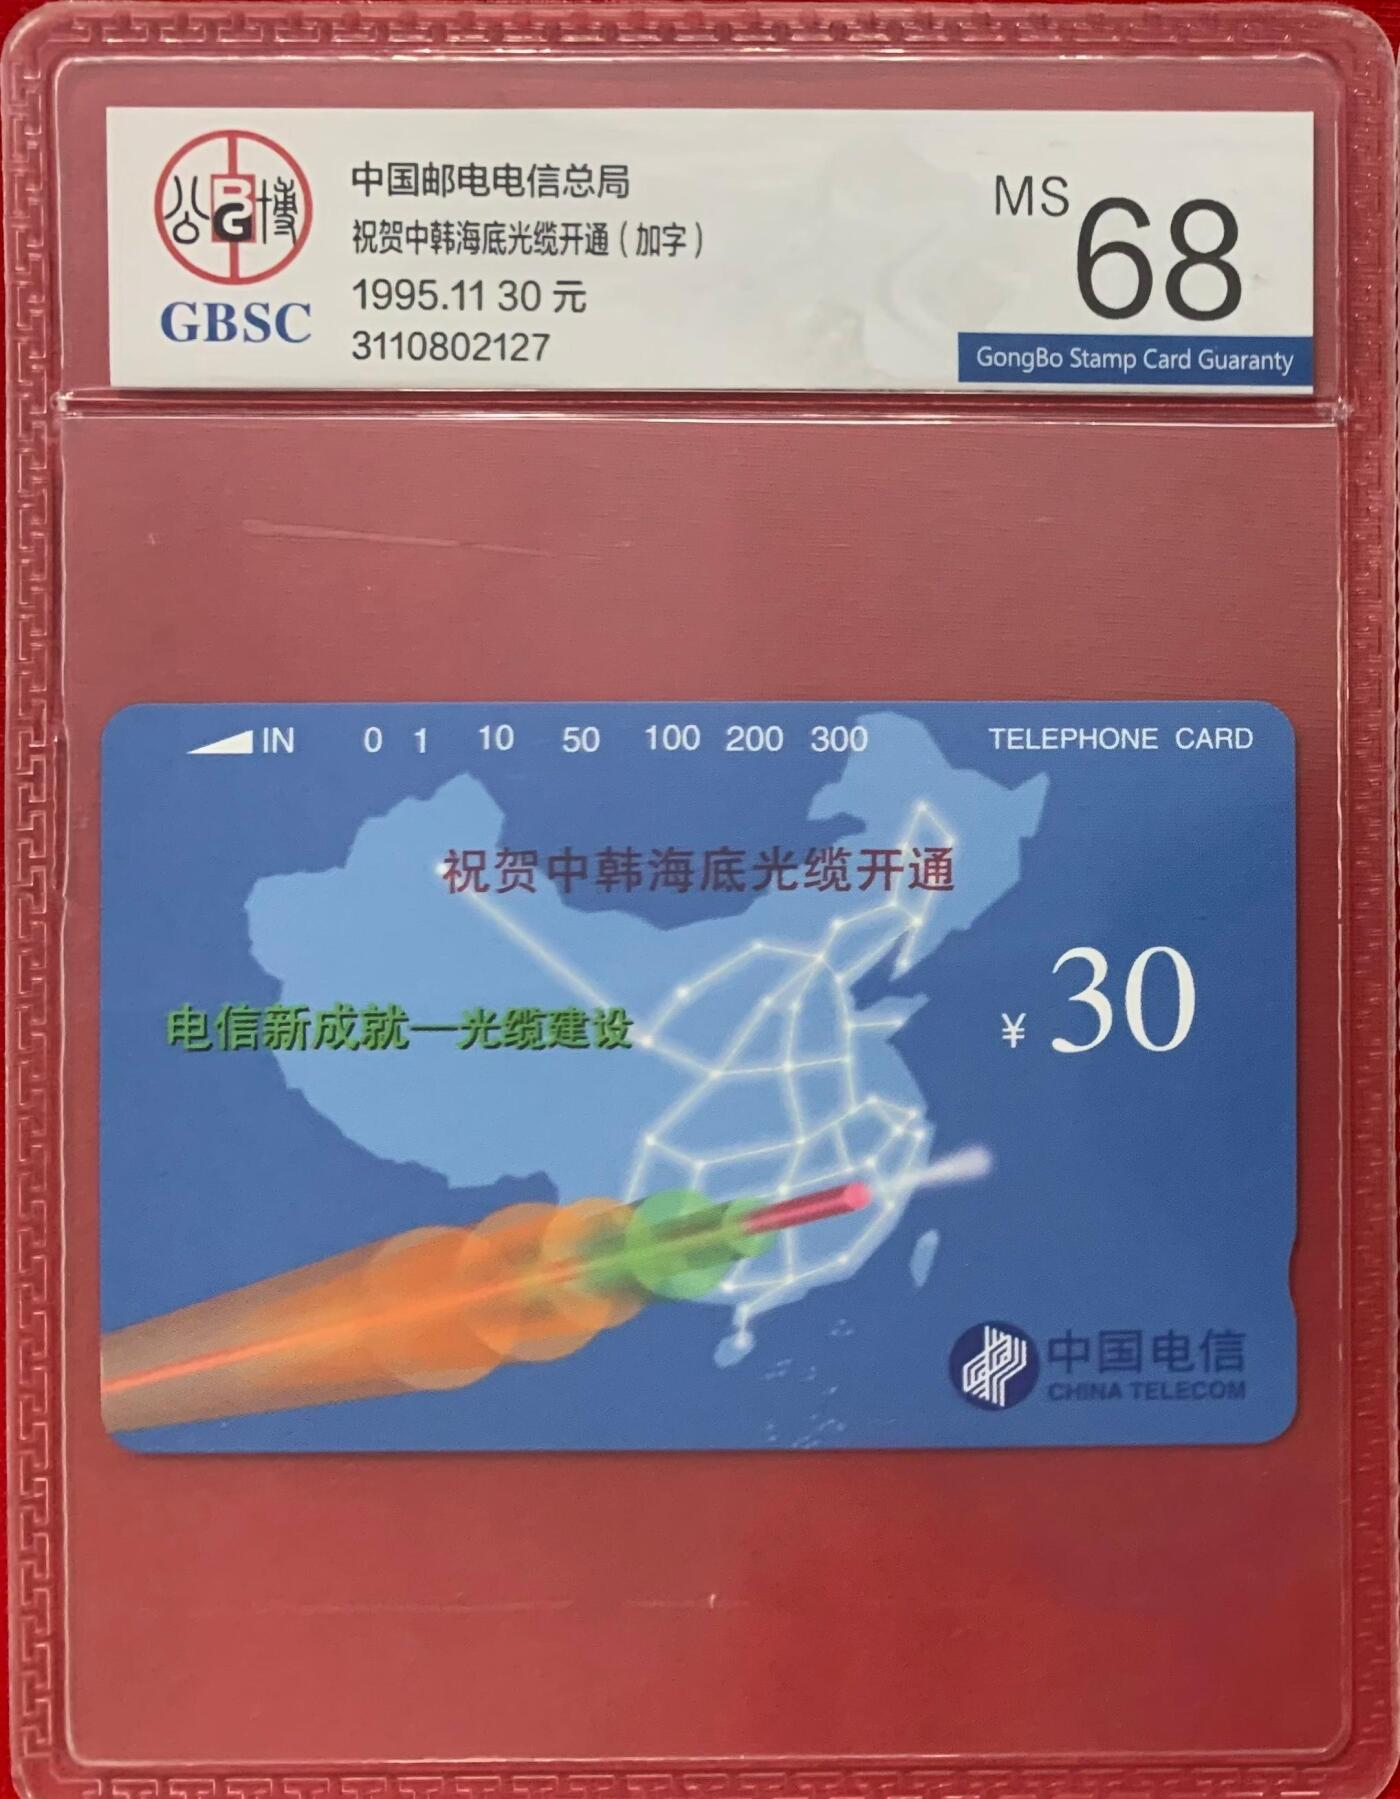 公 BG 博
GBSC
中国邮电电信总局
祝贺中韩海底光缆开通（加字）
1995.11 30 元
3110802127
MS 68
GongBo Stamp Card Guaranty
IN 0 1 10 50 100 200 300 TELEPHONE CARD
祝贺中韩海底光缆开通
电信新成就—光缆建设
¥30
中国电信
CHINA TELECOM